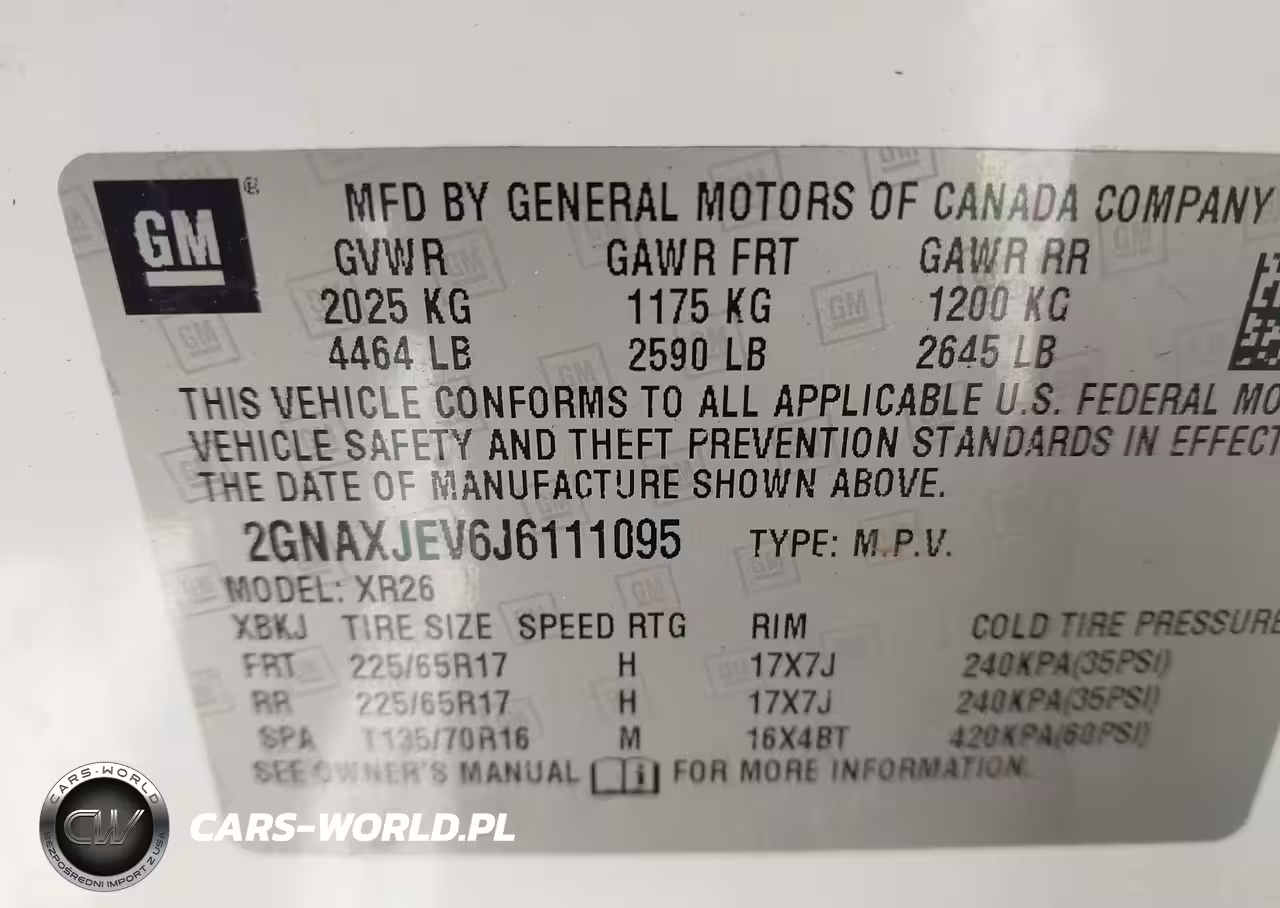 GM ®
MFD BY GENERAL MOTORS OF CANADA COMPANY
GVWR GAWR FRT GAWR RR
2025 KG 1175 KG 1200 KG
4464 LB 2590 LB 2645 LB
THIS VEHICLE CONFORMS TO ALL APPLICABLE U.S. FEDERAL MO
VEHICLE SAFETY AND THEFT PREVENTION STANDARDS IN EFFECT
THE DATE OF MANUFACTURE SHOWN ABOVE.
2GNAXJEV6J6111095 TYPE: M.P.V.
MODEL: XR26
XBKJ TIRE SIZE SPEED RTG RIM COLD TIRE PRESSURE
FRT 225/65R17 H 17X7J 240KPA(35PSI)
RR 225/65R17 H 17X7J 240KPA(35PSI)
SPA T135/70R16 M 16X4BT 420KPA(60PSI)
SEE OWNER'S MANUAL i FOR MORE INFORMATION.
CARS-WORLD
CW
BEZPOŚREDNI IMPORT Z USA
CARS-WORLD.PL